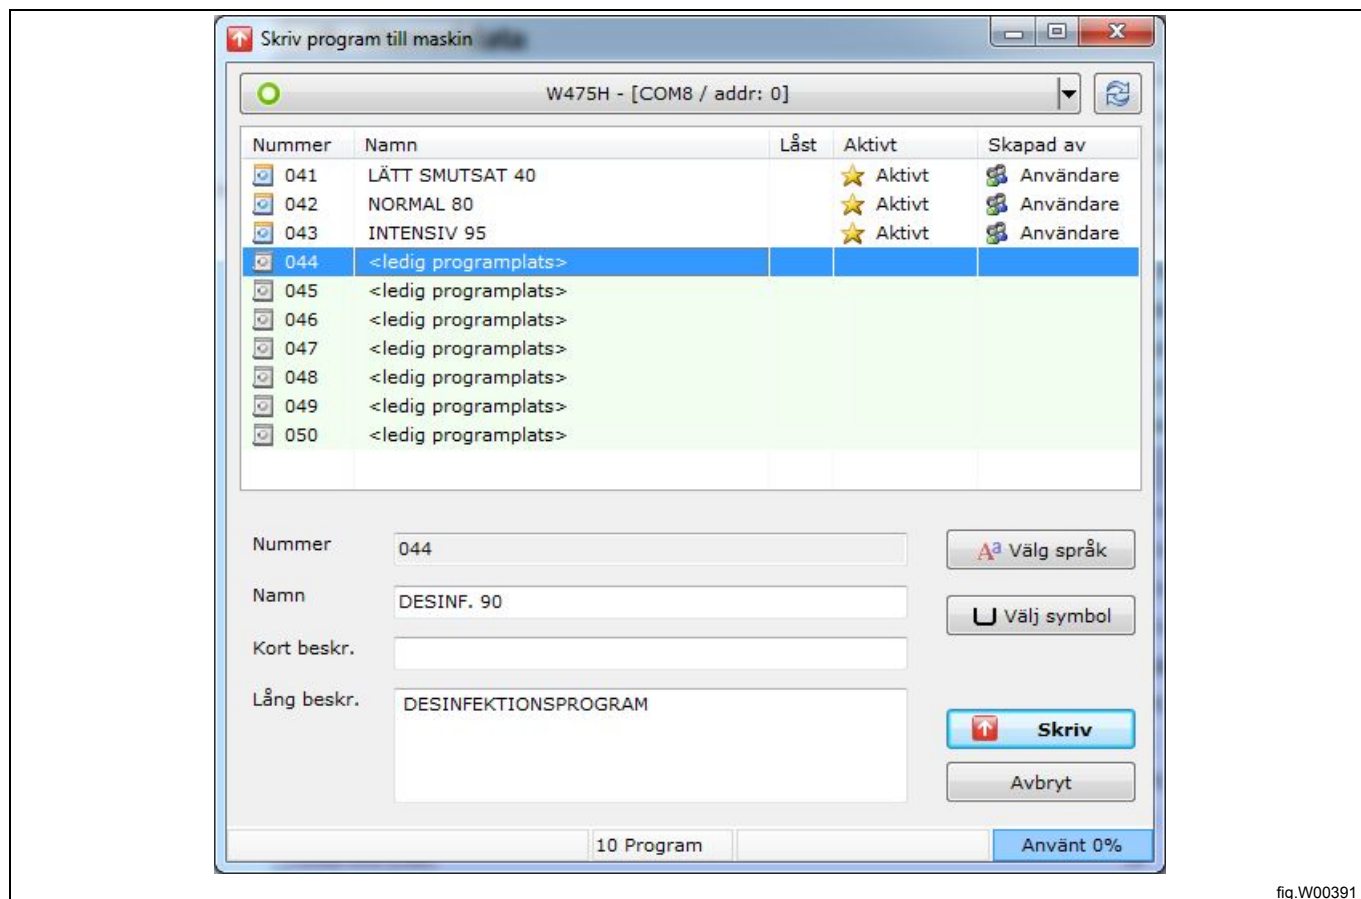 Skriv program till maskin
W475H - [COM8 / addr: 0]
Nummer Namn Låst Aktivt Skapad av
041 LÄTT SMUTSAT 40 Aktivt Användare
042 NORMAL 80 Aktivt Användare
043 INTENSIV 95 Aktivt Användare
044 <ledig programplats>
045 <ledig programplats>
046 <ledig programplats>
047 <ledig programplats>
048 <ledig programplats>
049 <ledig programplats>
050 <ledig programplats>
Nummer 044 Aa Välg språk
Namn DESINF. 90
Välj symbol
Kort beskr.
Lång beskr. DESINFEKTIONSPROGRAM
Skriv
Avbryt
10 Program Använt 0%
fig.W00391